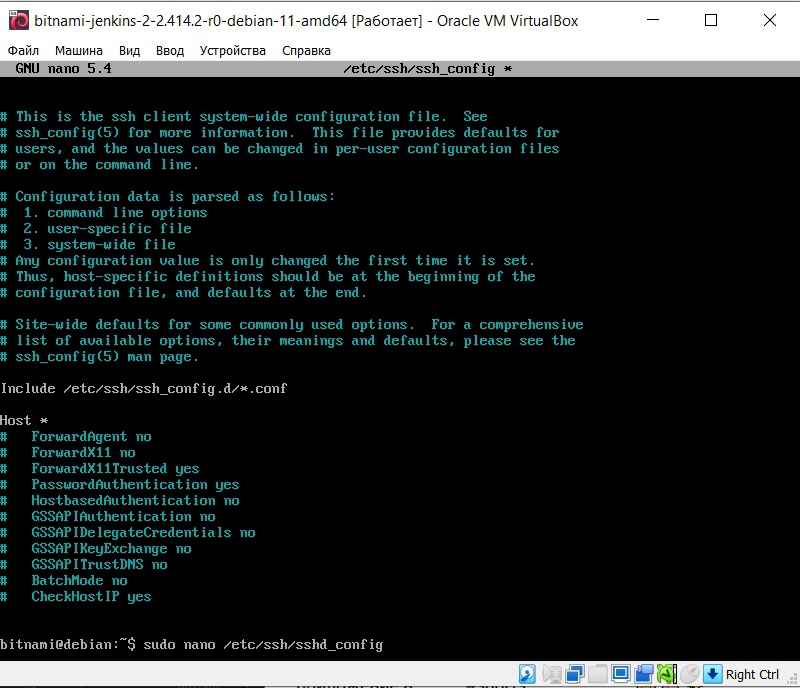 bitnami-jenkins-2-2.414.2-r0-debian-11-amd64 [Работает] - Oracle VM VirtualBox
Файл Машина Вид Ввод Устройства Справка
GNU nano 5.4 /etc/ssh/ssh_config *
# This is the ssh client system-wide configuration file.  See
# ssh_config(5) for more information.  This file provides defaults for
# users, and the values can be changed in per-user configuration files
# or on the command line.
# Configuration data is parsed as follows:
#  1. command line options
#  2. user-specific file
#  3. system-wide file
# Any configuration value is only changed the first time it is set.
# Thus, host-specific definitions should be at the beginning of the
# configuration file, and defaults at the end.
# Site-wide defaults for some commonly used options.  For a comprehensive
# list of available options, their meanings and defaults, please see the
# ssh_config(5) man page.
Include /etc/ssh/ssh_config.d/*.conf
Host *
#   ForwardAgent no
#   ForwardX11 no
#   ForwardX11Trusted yes
#   PasswordAuthentication yes
#   HostbasedAuthentication no
#   GSSAPIAuthentication no
#   GSSAPIDelegateCredentials no
#   GSSAPIKeyExchange no
#   GSSAPITrustDNS no
#   BatchMode no
#   CheckHostIP yes
bitnami@debian:~$ sudo nano /etc/ssh/sshd_config
Right Ctrl